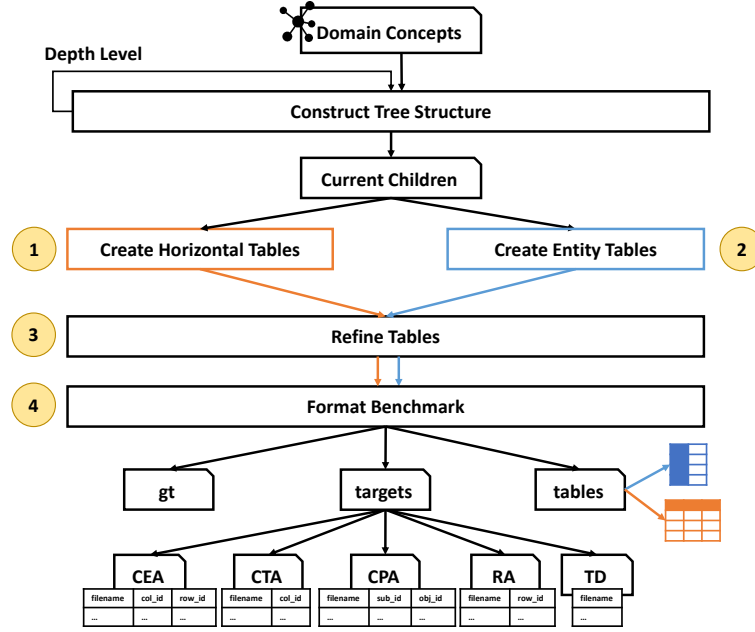 Domain Concepts
Depth Level
Construct Tree Structure
Current Children
1 Create Horizontal Tables Create Entity Tables 2
3 Refine Tables
4 Format Benchmark
gt targets tables
CEA CTA CPA RA TD
filename col_id row_id filename col_id filename sub_id obj_id filename row_id filename
... ... ... ... ... ... ... ... ... ... ...